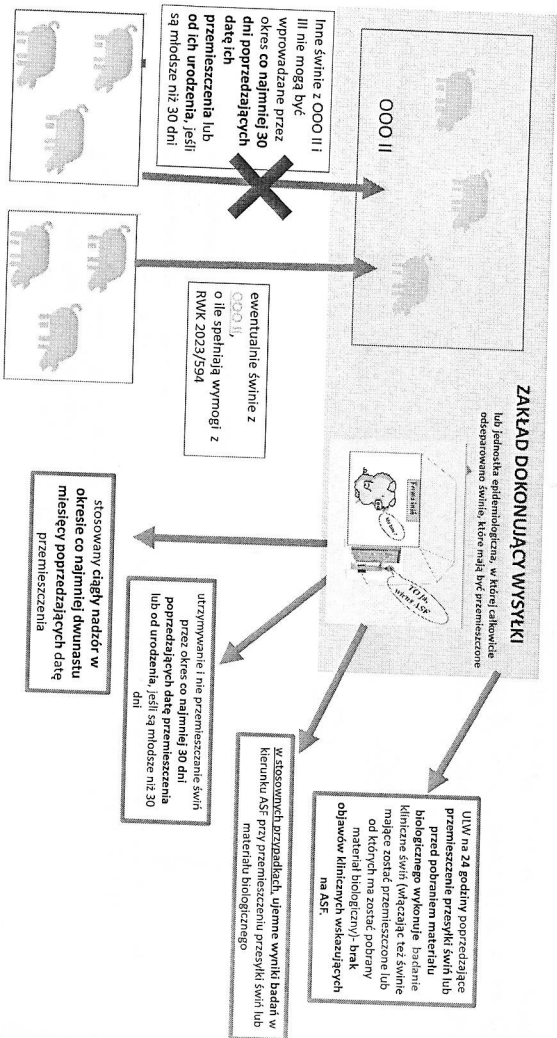 ZAKŁAD DOKONUJĄCY WYSYŁKI
lub jednostka epidemiologiczna, w której całkowicie
odseparowano świnie, które mają być przemieszczone
OOO II
Ferma świń
TO ja,
wirus ASF
Inne świnie z OOO II i
III nie mogą być
wprowadzane przez
okres co najmniej 30
dni poprzedzających
datę ich
przemieszczenia lub
od ich urodzenia, jeśli
są młodsze niż 30 dni
ewentualnie świnie z
OOO II,
o ile spełniają wymogi z
RWK 2023/594
ULW na 24 godziny poprzedzające
przemieszczenie przesyłki świń lub
przed pobraniem materiału
biologicznego wykonuje badanie
kliniczne świń (włączając też świnie
mające zostać przemieszczone lub
od których ma zostać pobrany
materiał biologiczny)- brak
objawów klinicznych wskazujących
na ASF.
w stosownych przypadkach, ujemne wyniki badań w
kierunku ASF przy przemieszczeniu przesyłki świń lub
materiału biologicznego
utrzymywanie i nie przemieszczanie świń
przez okres co najmniej 30 dni
poprzedzających datę przemieszczenia
lub od urodzenia, jeśli są młodsze niż 30
dni
stosowany ciągły nadzór w
okresie co najmniej dwunastu
miesięcy poprzedzających datę
przemieszczenia